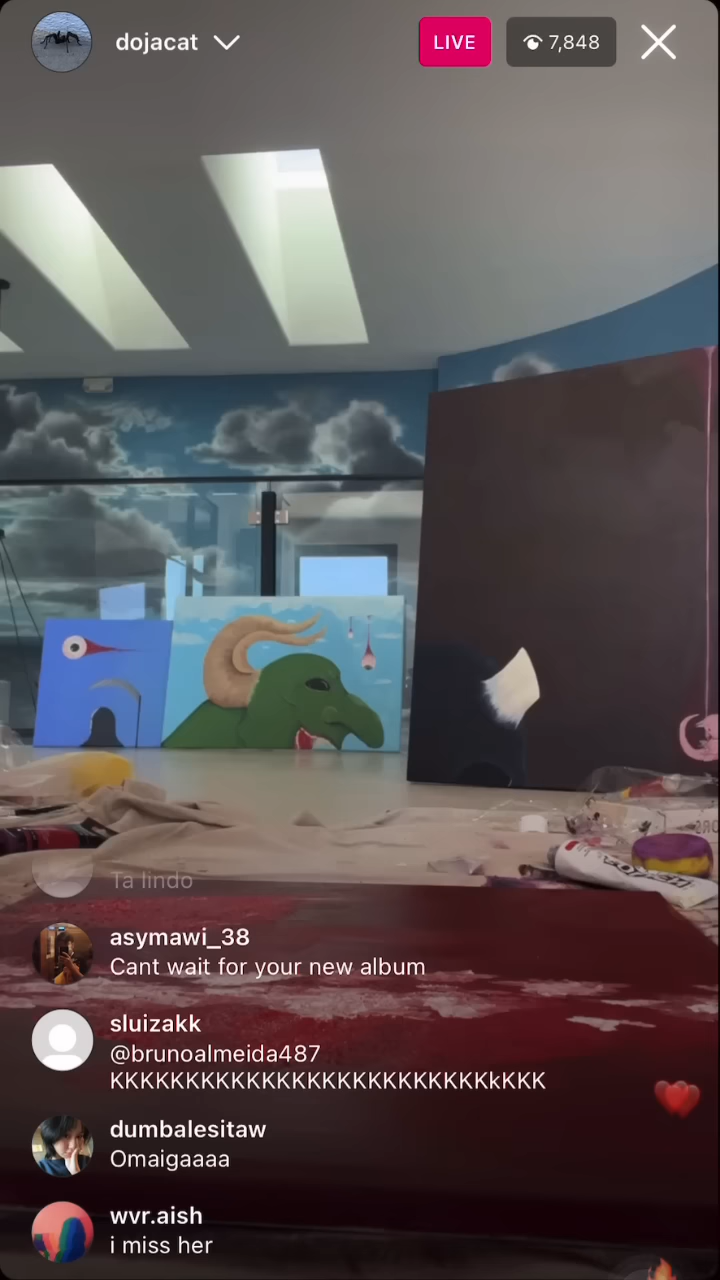 dojacat
LIVE
7,848
Ta lindo
asymawi_38
Cant wait for your new album
sluizakk
@brunoalmeida487
KKKKKKKKKKKKKKKKKKKKKKKKKkKKK
dumbalesitaw
Omaigaaaa
wvr.aish
i miss her